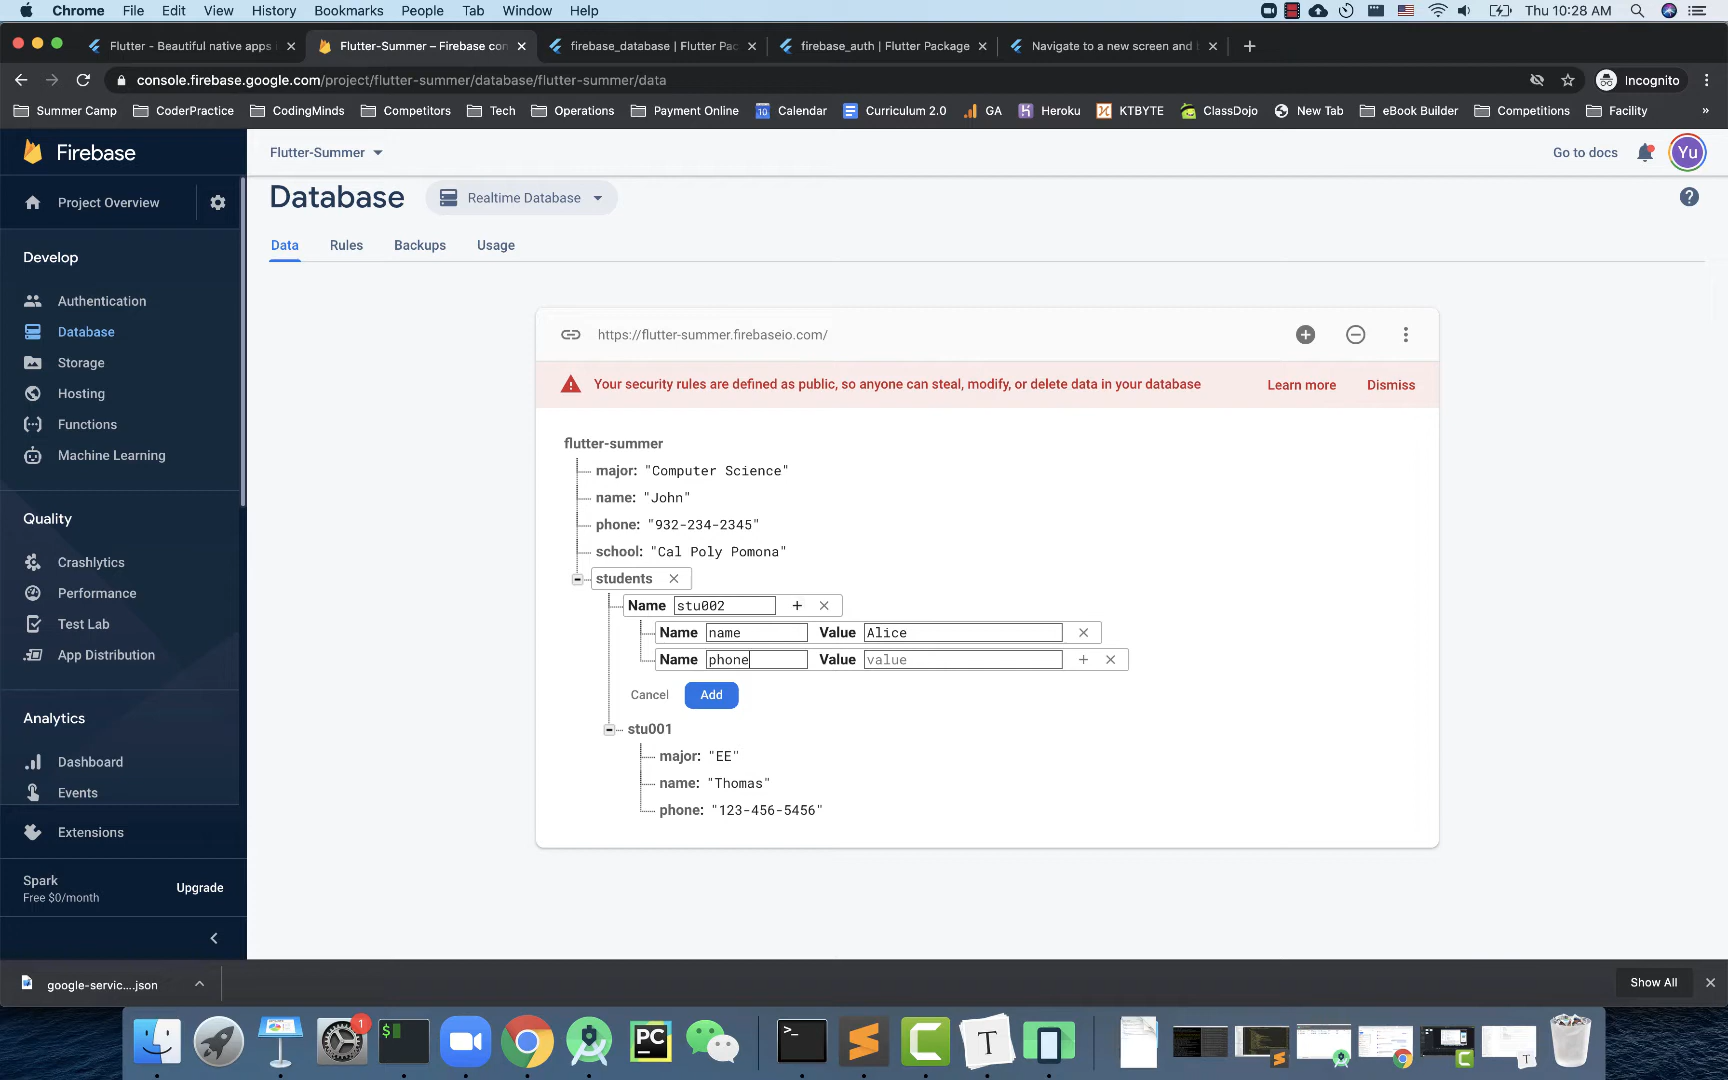 Chrome File Edit View History Bookmarks People Tab Window Help Thu 10:28 AM
Flutter - Beautiful native apps i
Flutter-Summer – Firebase con
firebase_database | Flutter Pac
firebase_auth | Flutter Package
Navigate to a new screen and b
console.firebase.google.com/project/flutter-summer/database/flutter-summer/data
Incognito
Summer Camp CoderPractice CodingMinds Competitors Tech Operations Payment Online Calendar Curriculum 2.0 GA Heroku KTBYTE ClassDojo New Tab eBook Builder Competitions Facility »
Firebase
Flutter-Summer
Go to docs
Yu
Project Overview
Database
Realtime Database
?
Data Rules Backups Usage
Develop
Authentication
Database
Storage
Hosting
Functions
Machine Learning
Quality
Crashlytics
Performance
Test Lab
App Distribution
Analytics
Dashboard
Events
Extensions
Spark
Free $0/month
Upgrade
https://flutter-summer.firebaseio.com/
Your security rules are defined as public, so anyone can steal, modify, or delete data in your database
Learn more Dismiss
flutter-summer
major: "Computer Science"
name: "John"
phone: "932-234-2345"
school: "Cal Poly Pomona"
students
Name stu002
Name name Value Alice
Name phone Value value
Cancel Add
stu001
major: "EE"
name: "Thomas"
phone: "123-456-5456"
google-servic....json
Show All
1
$
PC
>_
T